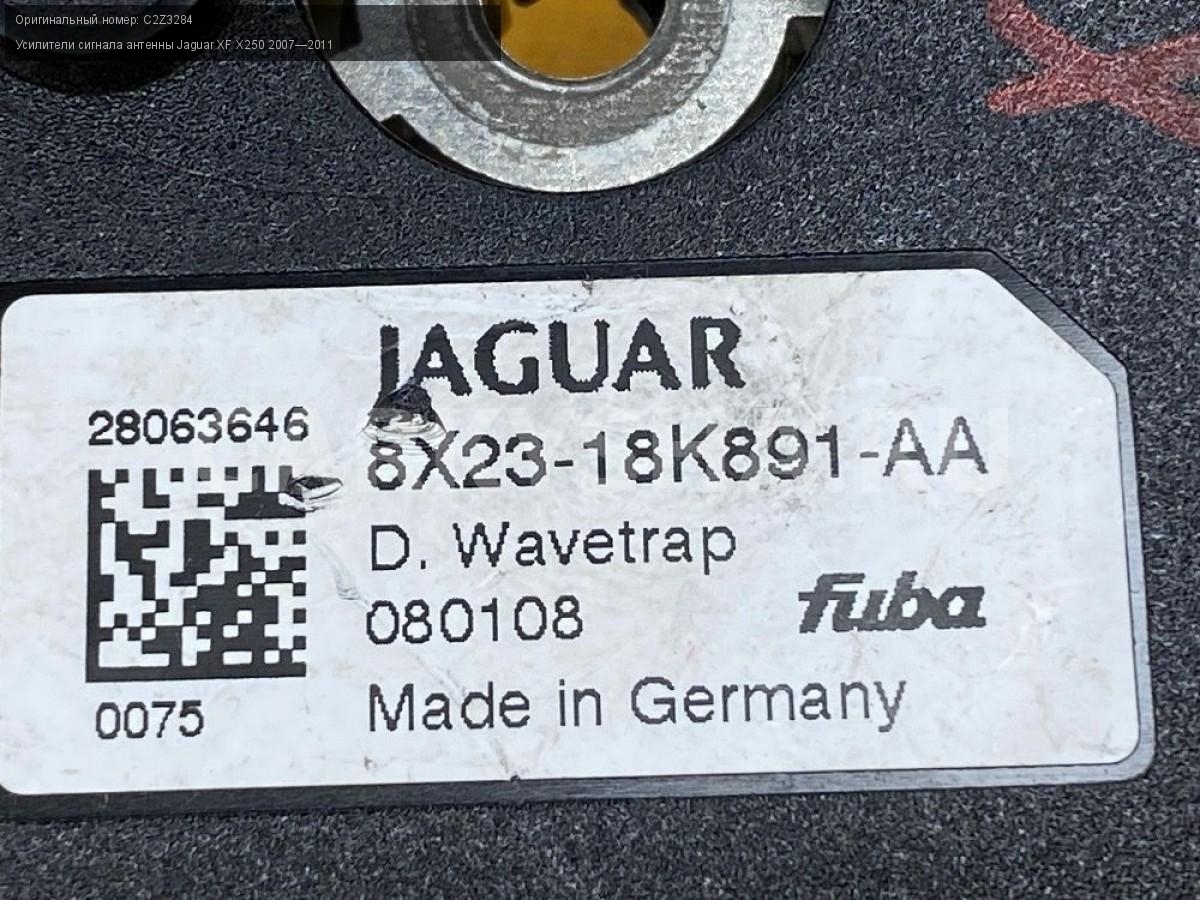 Оригинальный номер: C2Z3284
Усилители сигнала антенны Jaguar XF X250 2007—2011
JAGUAR
28063646
8X23-18K891-AA
D. Wavetrap
080108
fuba
0075
Made in Germany